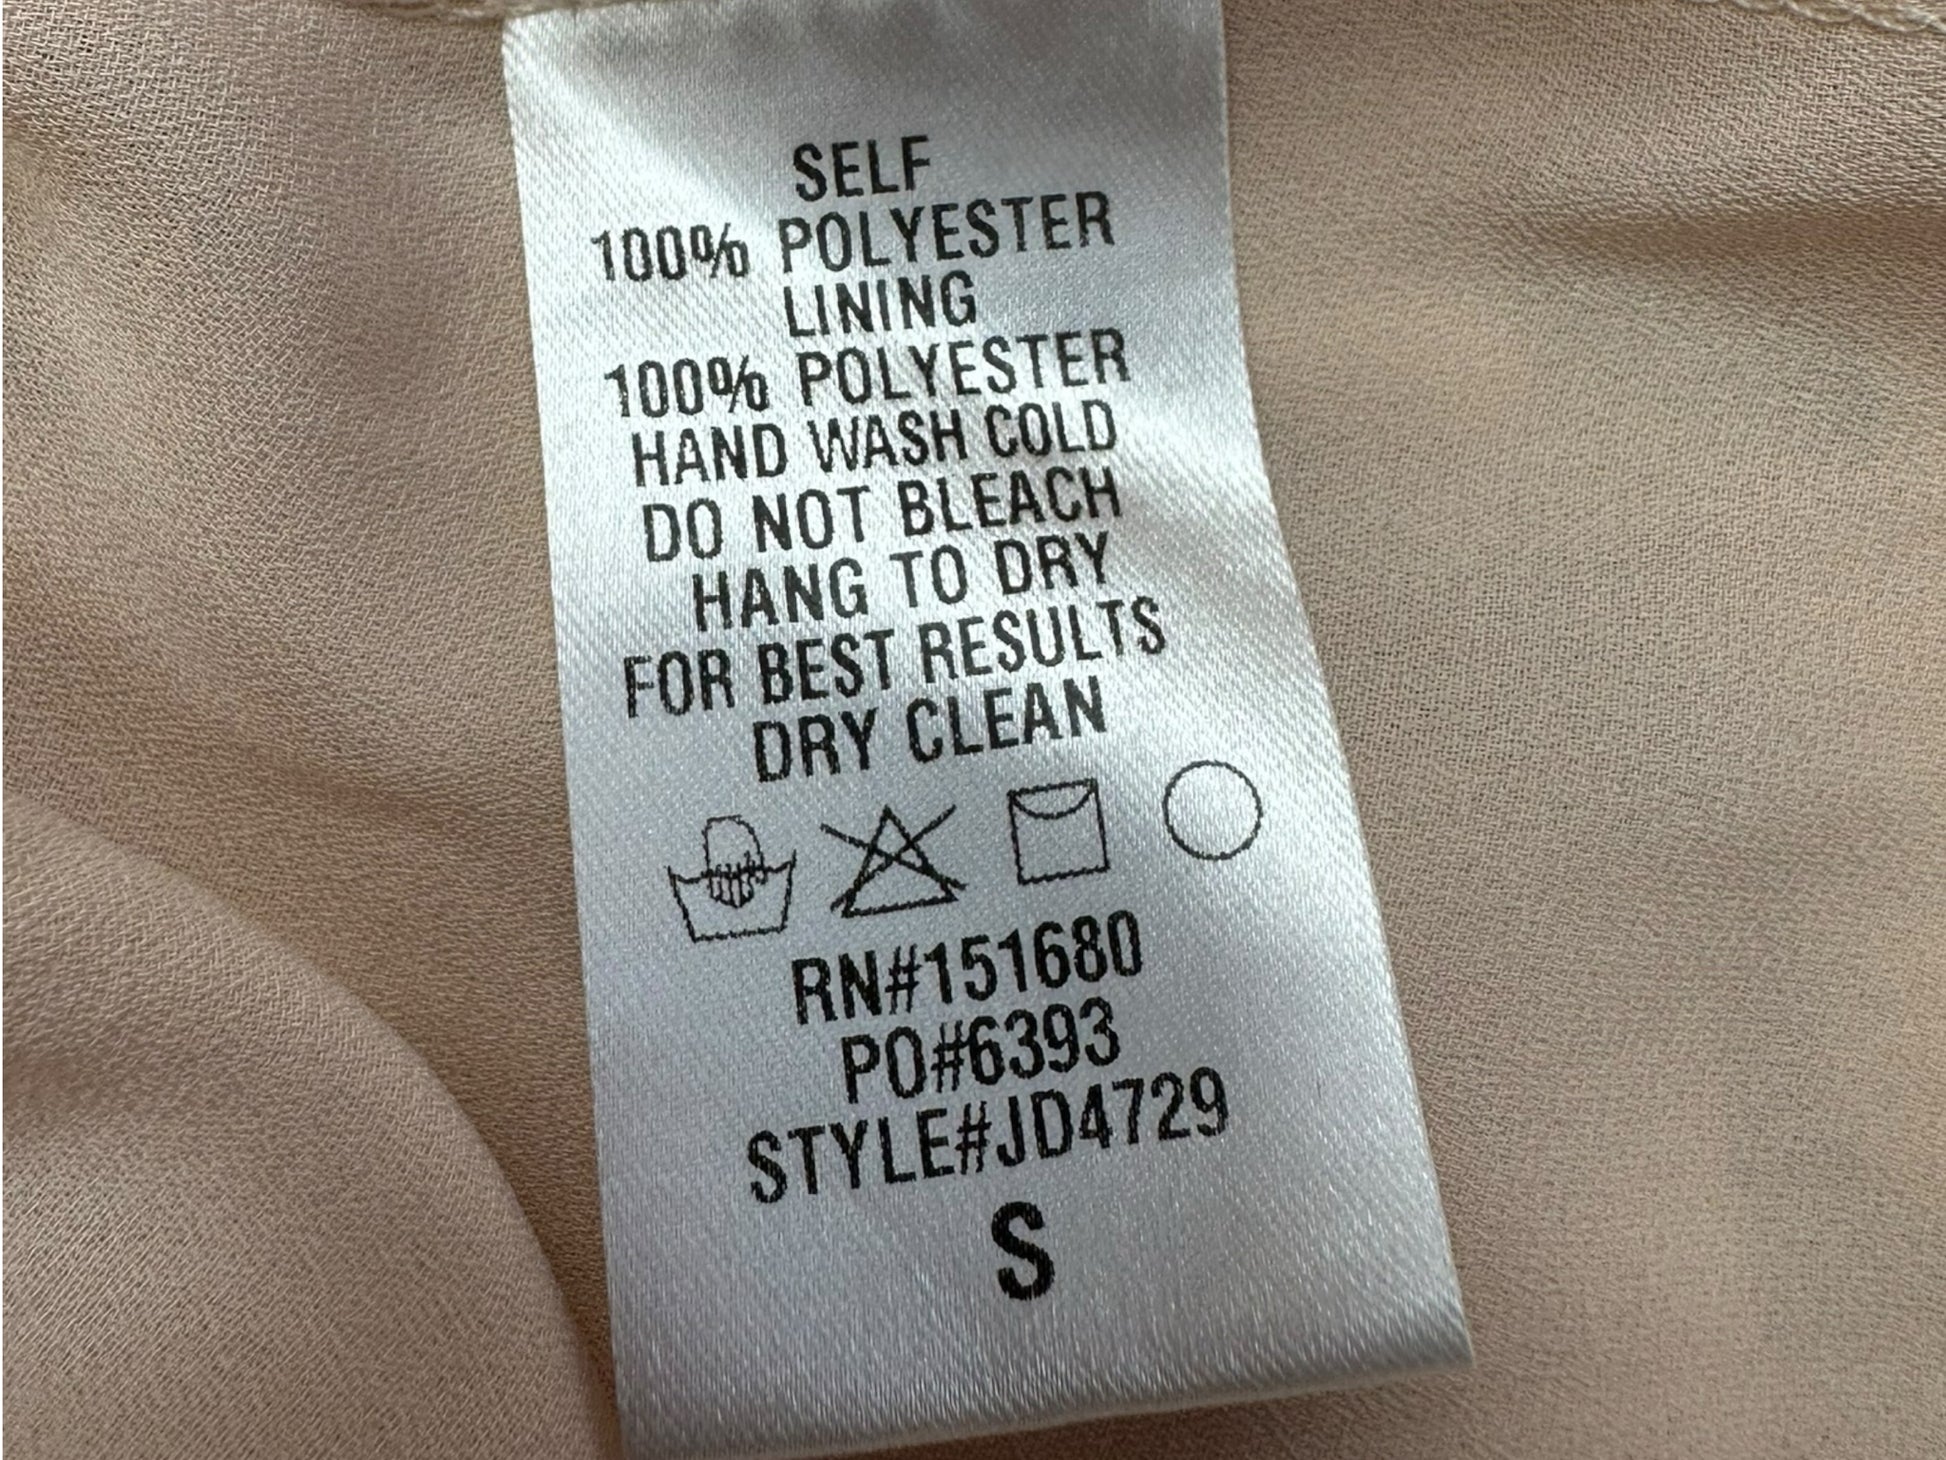 SELF
100% POLYESTER
LINING
100% POLYESTER
HAND WASH COLD
DO NOT BLEACH
HANG TO DRY
FOR BEST RESULTS
DRY CLEAN
RN#151680
PO#6393
STYLE#JD4729
S